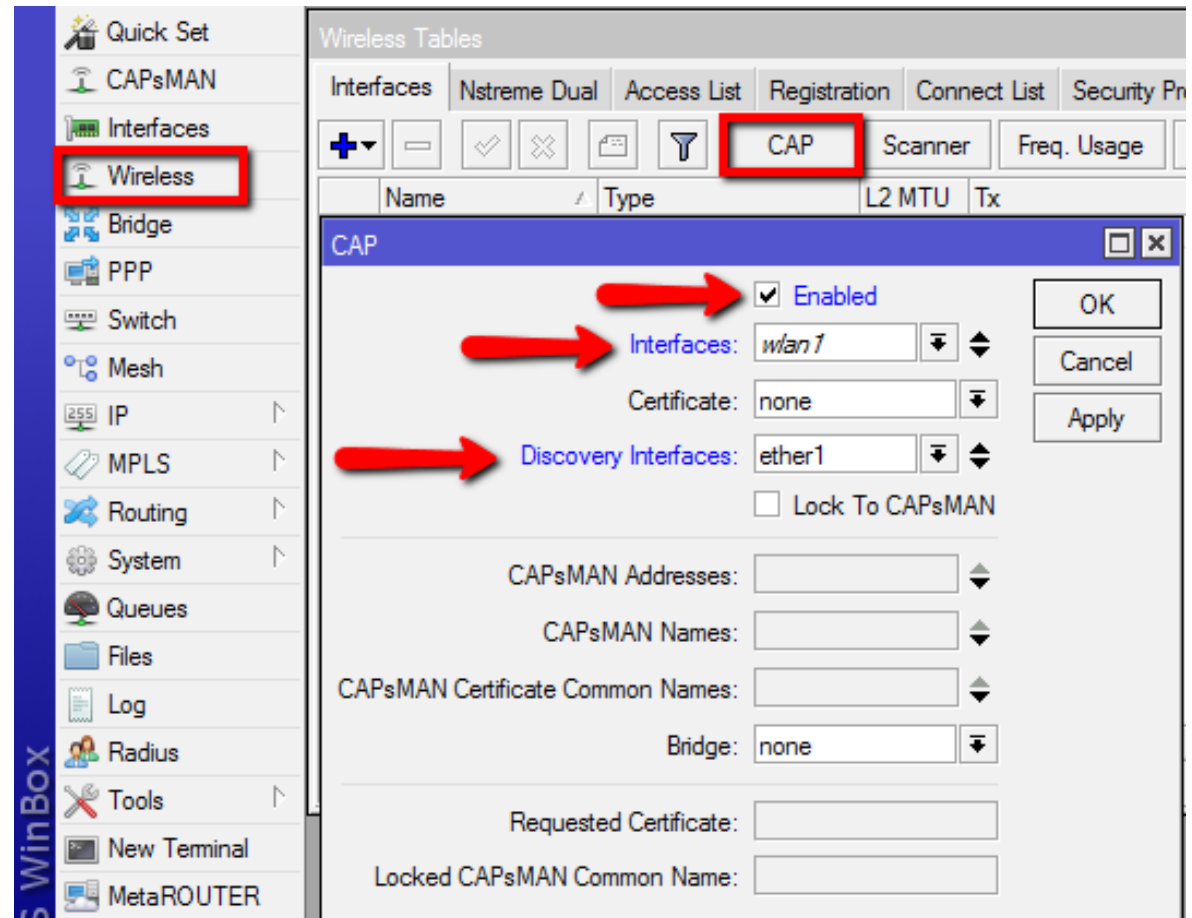 Quick Set
CAPsMAN
Interfaces
Wireless
Bridge
PPP
Switch
Mesh
255 IP
MPLS
Routing
System
Queues
Files
Log
Radius
Tools
New Terminal
MetaROUTER
WinBox
Wireless Tables
Interfaces Nstreme Dual Access List Registration Connect List Security Pr
CAP Scanner Freq. Usage
Name Type L2 MTU Tx
CAP
Enabled
Interfaces: wlan1
Certificate: none
Discovery Interfaces: ether1
Lock To CAPsMAN
CAPsMAN Addresses:
CAPsMAN Names:
CAPsMAN Certificate Common Names:
Bridge: none
Requested Certificate:
Locked CAPsMAN Common Name:
OK
Cancel
Apply